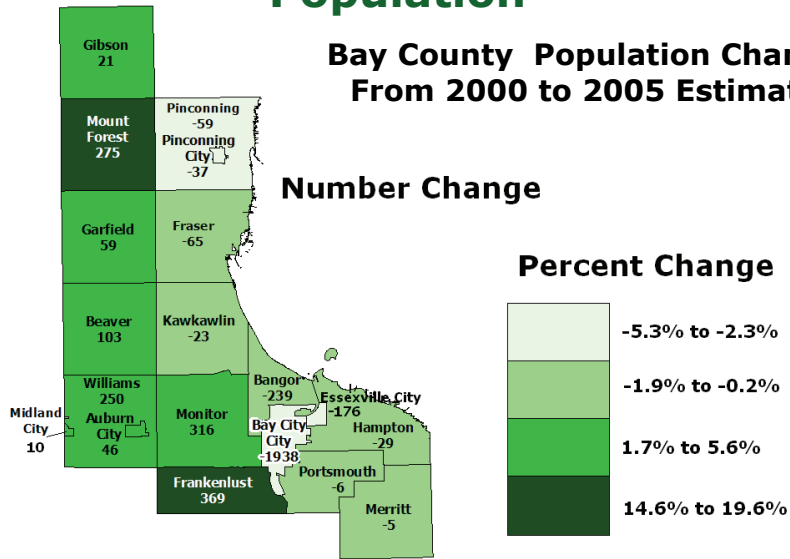 Population
Bay County Population Chan
From 2000 to 2005 Estimat
Number Change
Gibson
21
Mount
Forest
275
Pinconning
-59
Pinconning
City
-37
Garfield
59
Fraser
-65
Beaver
103
Kawkawlin
-23
Williams
250
Auburn
City
46
Midland
City
10
Monitor
316
Bangor
-239
Essexville City
-176
Bay City
City
-1938
Hampton
-29
Frankenlust
369
Portsmouth
-6
Merritt
-5
Percent Change
-5.3% to -2.3%
-1.9% to -0.2%
1.7% to 5.6%
14.6% to 19.6%